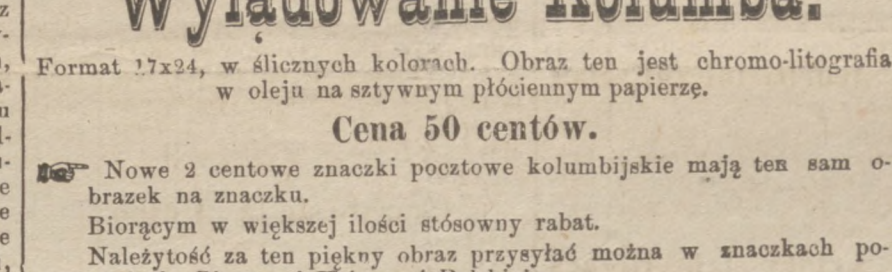 Wylądowanie Kolumba.
Format 17x24, w ślicznych kolorach. Obraz ten jest chromo-litografia
w oleju na sztywnym płóciennym papierzę.
Cena 50 centów.
Nowe 2 centowe znaczki pocztowe kolumbijskie mają ten sam o-
brazek na znaczku.
Biorącym w większej ilości stósowny rabat.
Należytość za ten piękny obraz przysyłać można w znaczkach po-